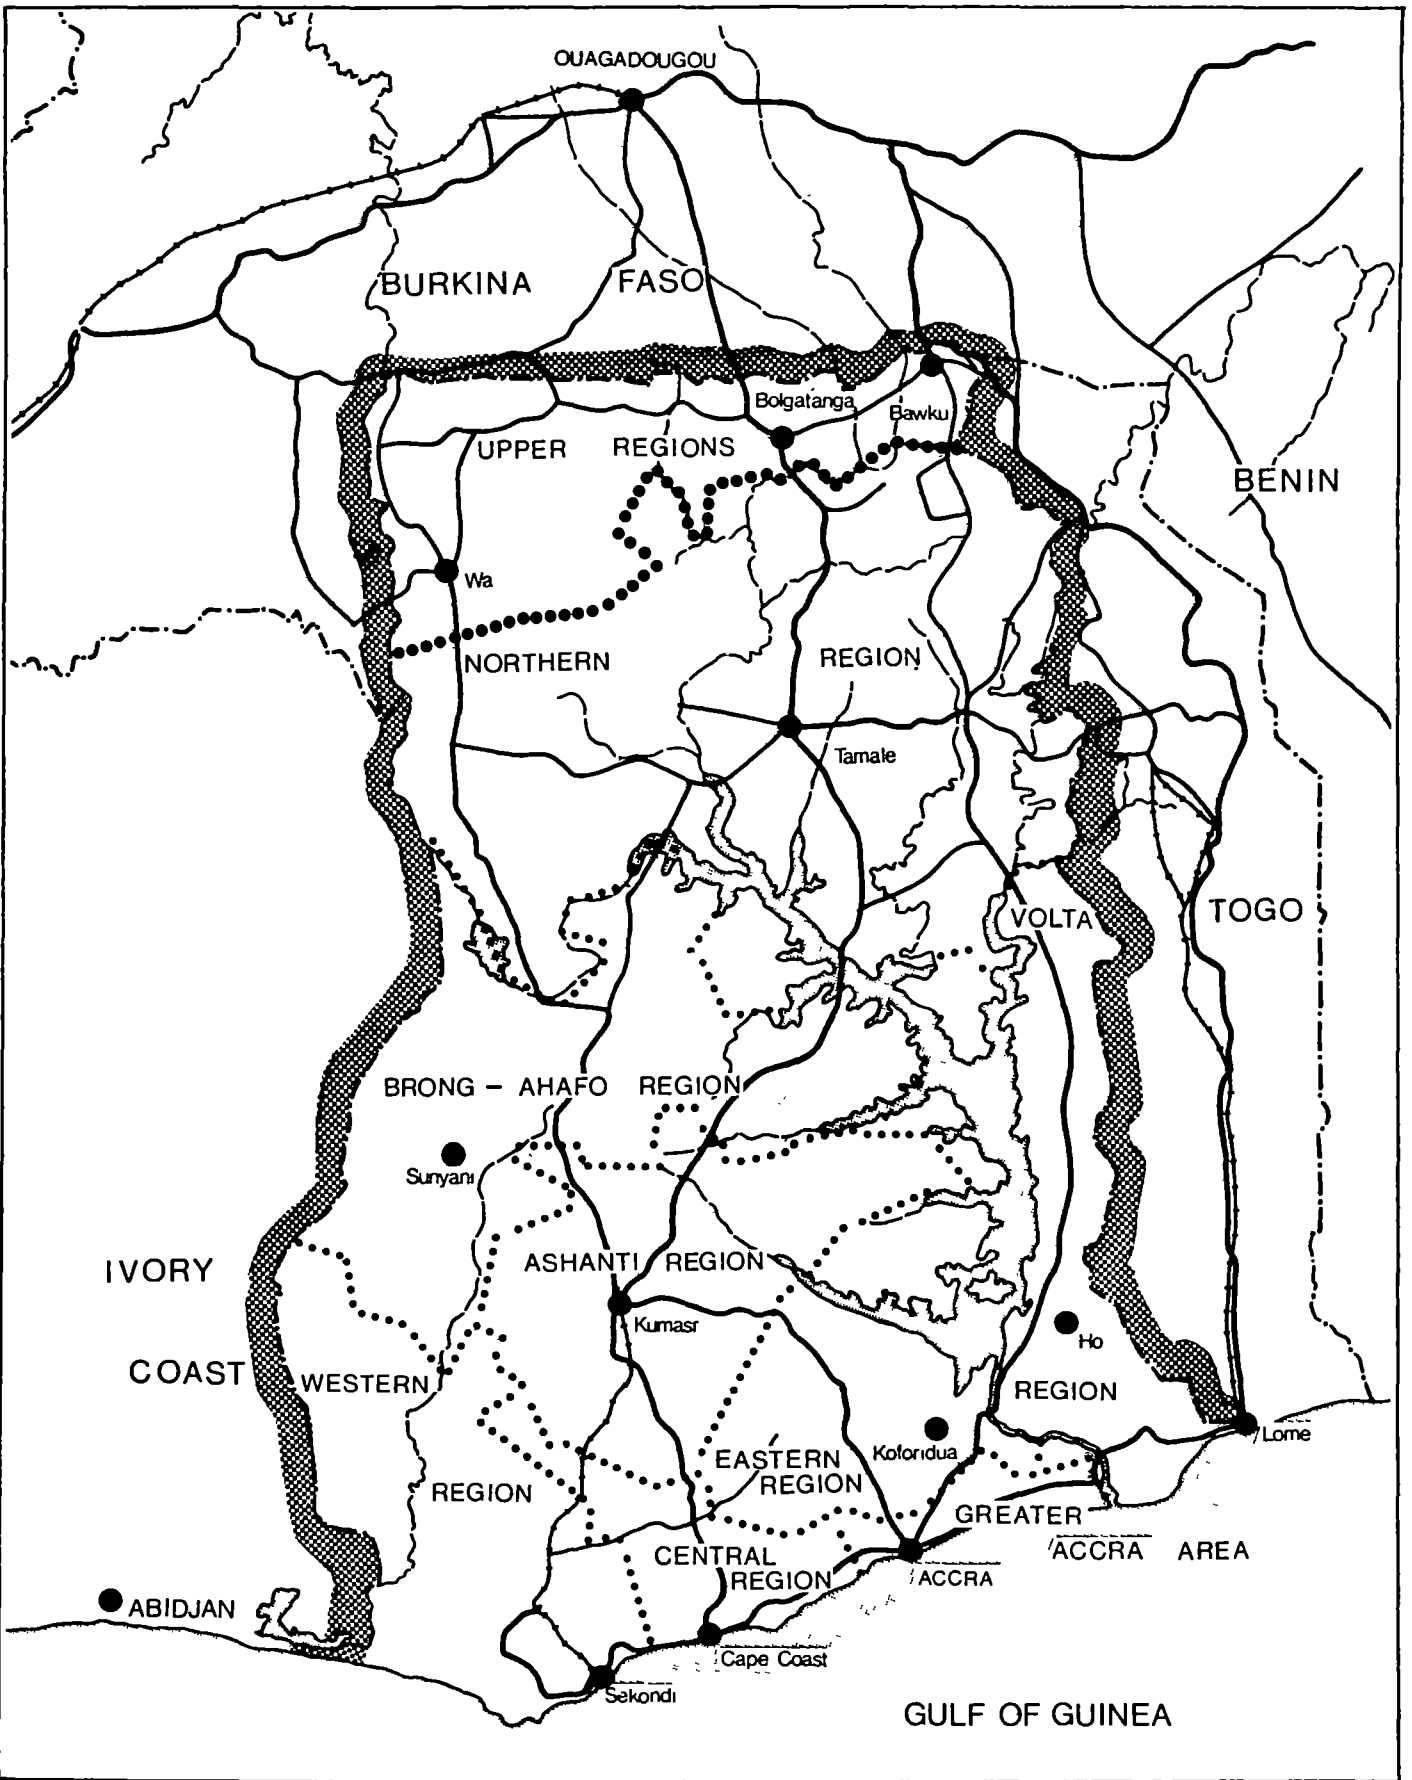 OUAGADOUGOU
BURKINA FASO
Bolgatanga
Bawku
UPPER REGIONS
BENIN
Wa
NORTHERN REGION
Tamale
VOLTA
TOGO
BRONG – AHAFO REGION
Sunyani
IVORY
ASHANTI REGION
Kumasr
Ho
COAST
WESTERN
REGION
Lome
Koforidua
EASTERN
REGION
REGION
GREATER
ACCRA AREA
CENTRAL
REGION
ACCRA
ABIDJAN
Cape Coast
Sekondi
GULF OF GUINEA